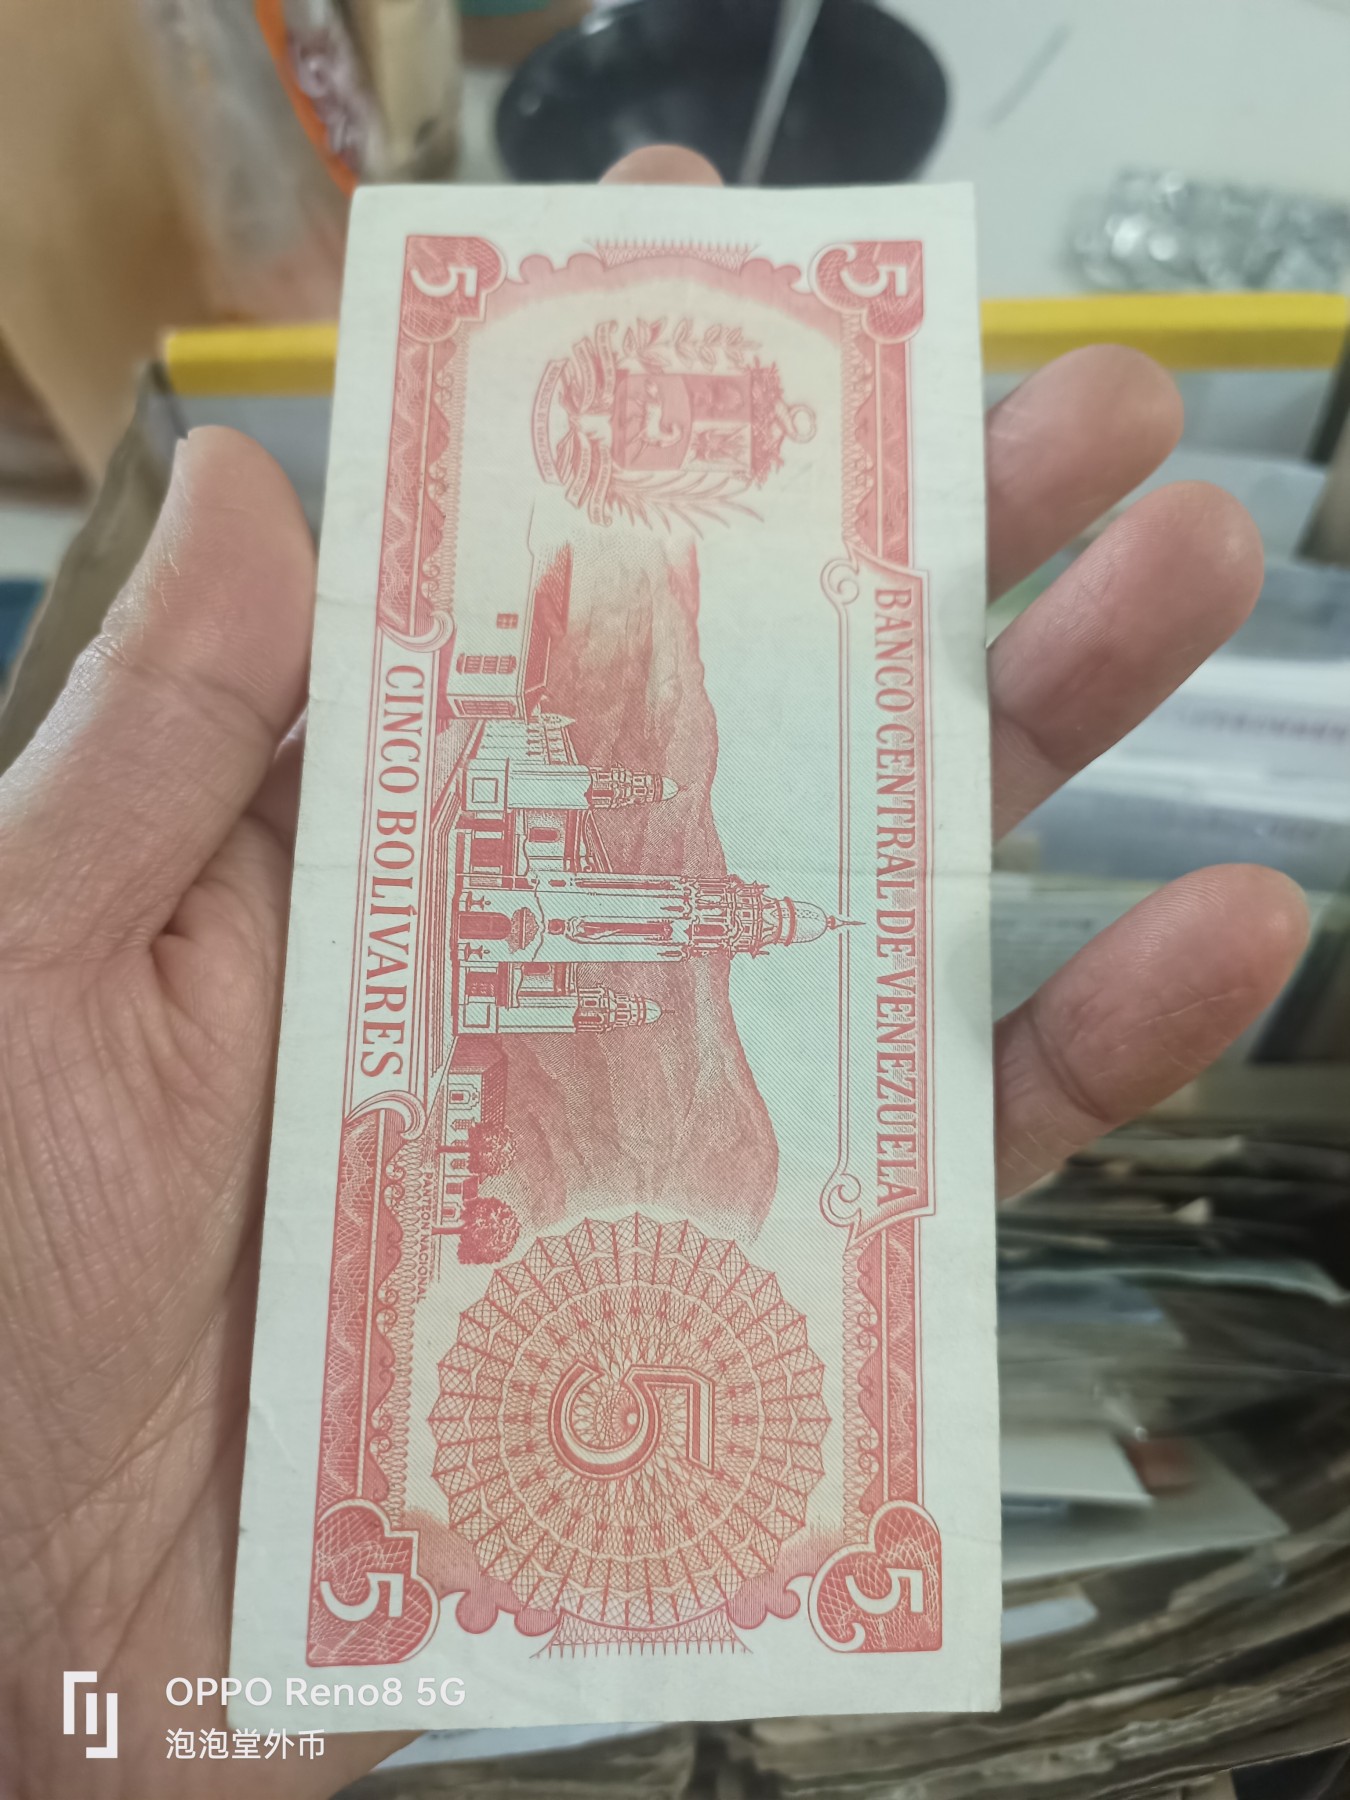 5
5
BANCO CENTRAL DE VENEZUELA
CINCO BOLÍVARES
PANTEON NACIONAL
5
5
5
OPPO Reno8 5G
泡泡堂外币